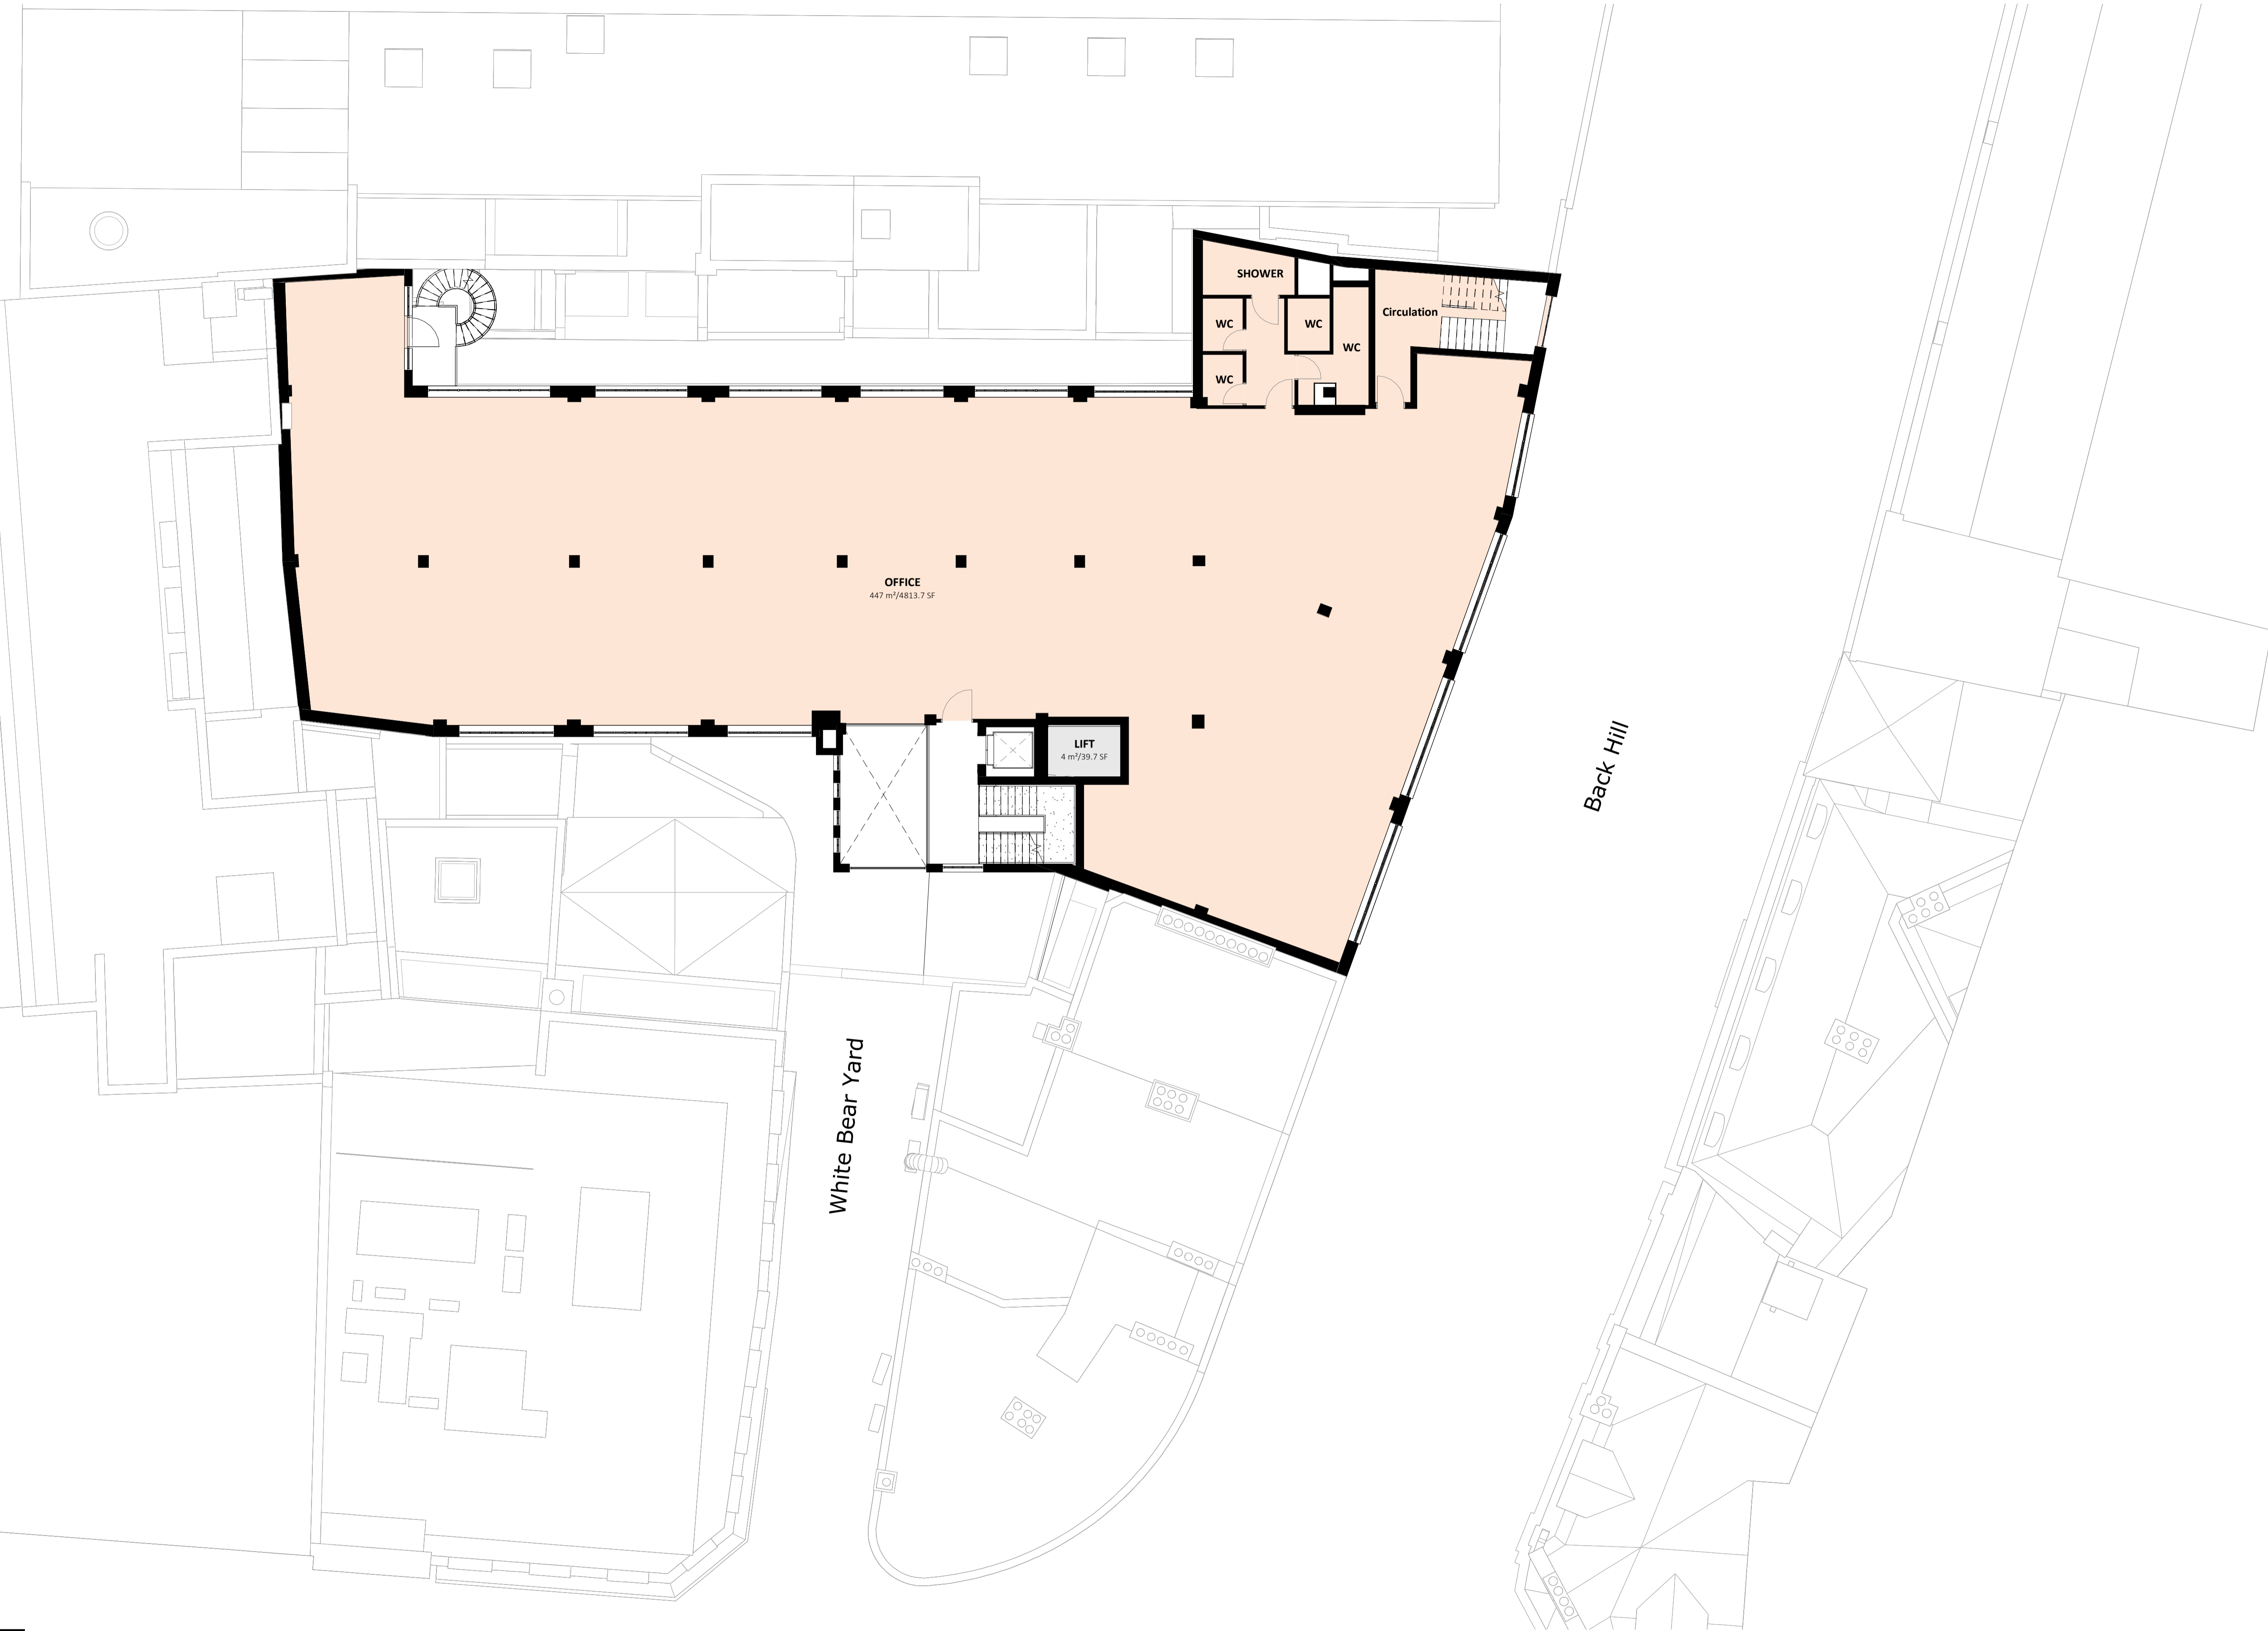 SHOWER
WC
WC
WC
WC
Circulation
OFFICE
447 m²/4813.7 SF
LIFT
4 m²/39.7 SF
Back Hill
White Bear Yard